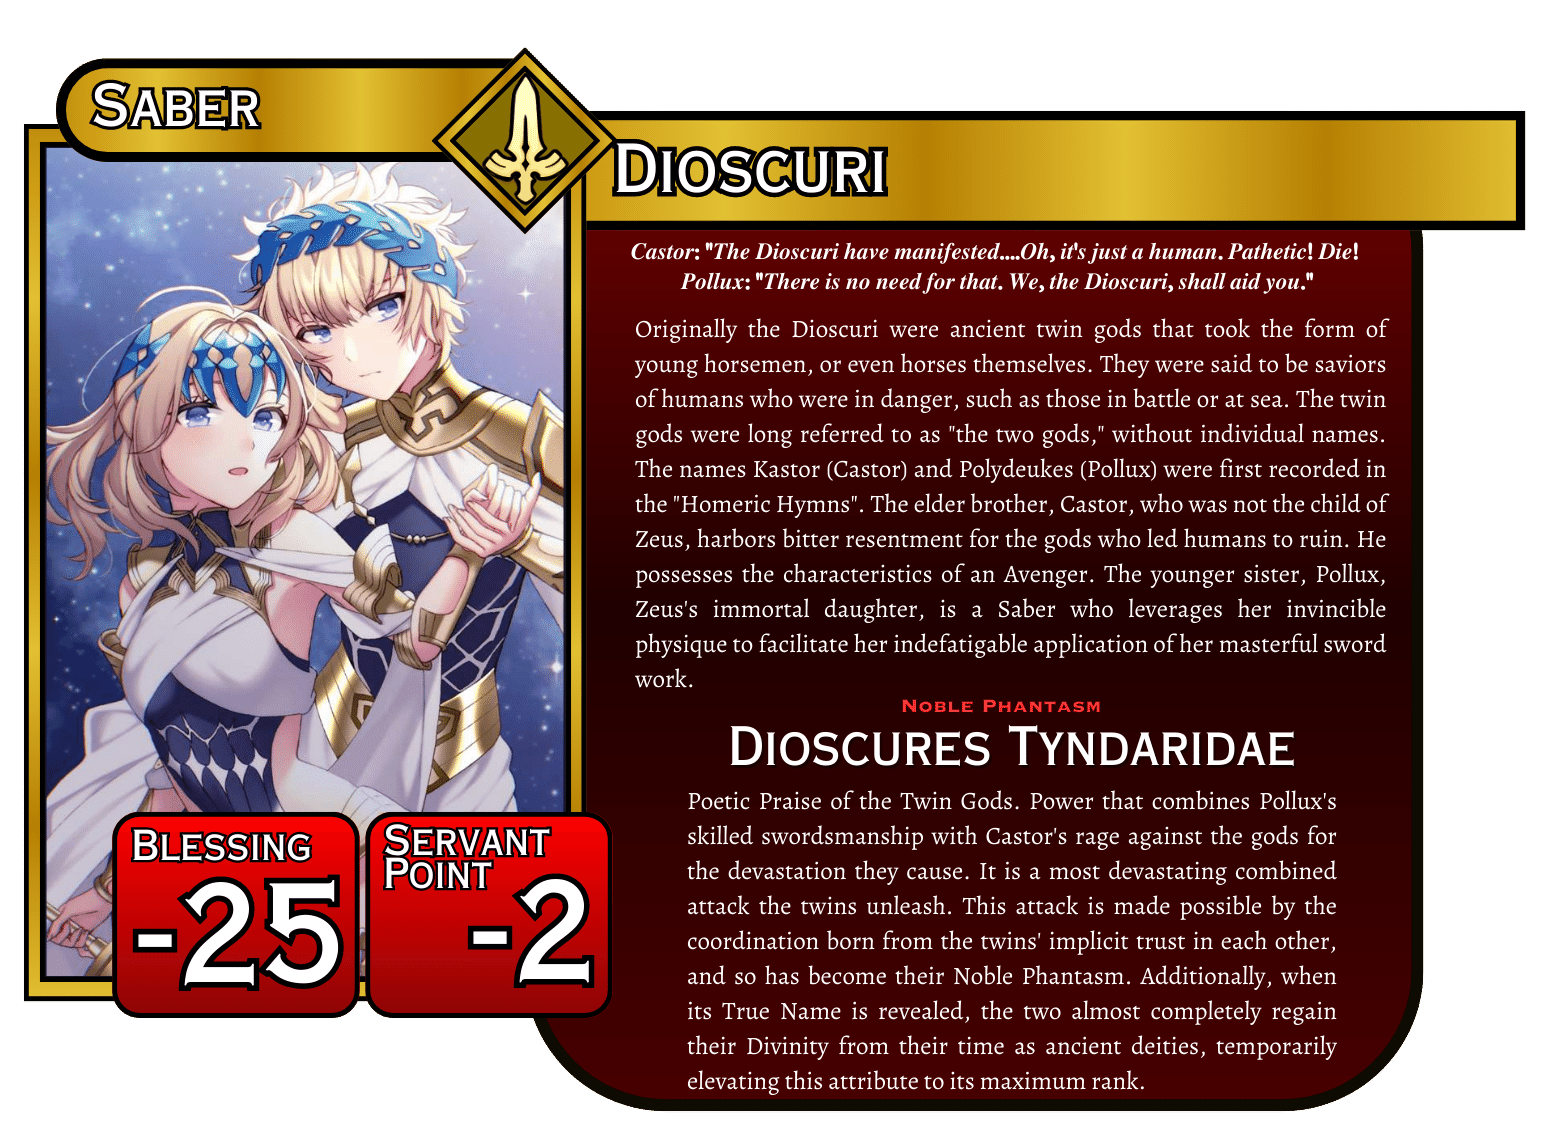 SABER
DIOSCURI
Castor: "The Dioscuri have manifested....Oh, it's just a human. Pathetic! Die!
Pollux: "There is no need for that. We, the Dioscuri, shall aid you."
Originally the Dioscuri were ancient twin gods that took the form of
young horsemen, or even horses themselves. They were said to be saviors
of humans who were in danger, such as those in battle or at sea. The twin
gods were long referred to as "the two gods," without individual names.
The names Kastor (Castor) and Polydeukes (Pollux) were first recorded in
the "Homeric Hymns". The elder brother, Castor, who was not the child of
Zeus, harbors bitter resentment for the gods who led humans to ruin. He
possesses the characteristics of an Avenger. The younger sister, Pollux,
Zeus's immortal daughter, is a Saber who leverages her invincible
physique to facilitate her indefatigable application of her masterful sword
work.
NOBLE PHANTASM
DIOSCURES TYNDARIDAE
Poetic Praise of the Twin Gods. Power that combines Pollux's
skilled swordsmanship with Castor's rage against the gods for
the devastation they cause. It is a most devastating combined
attack the twins unleash. This attack is made possible by the
coordination born from the twins' implicit trust in each other,
and so has become their Noble Phantasm. Additionally, when
its True Name is revealed, the two almost completely regain
their Divinity from their time as ancient deities, temporarily
elevating this attribute to its maximum rank.
BLESSING
-25
SERVANT
POINT
-2